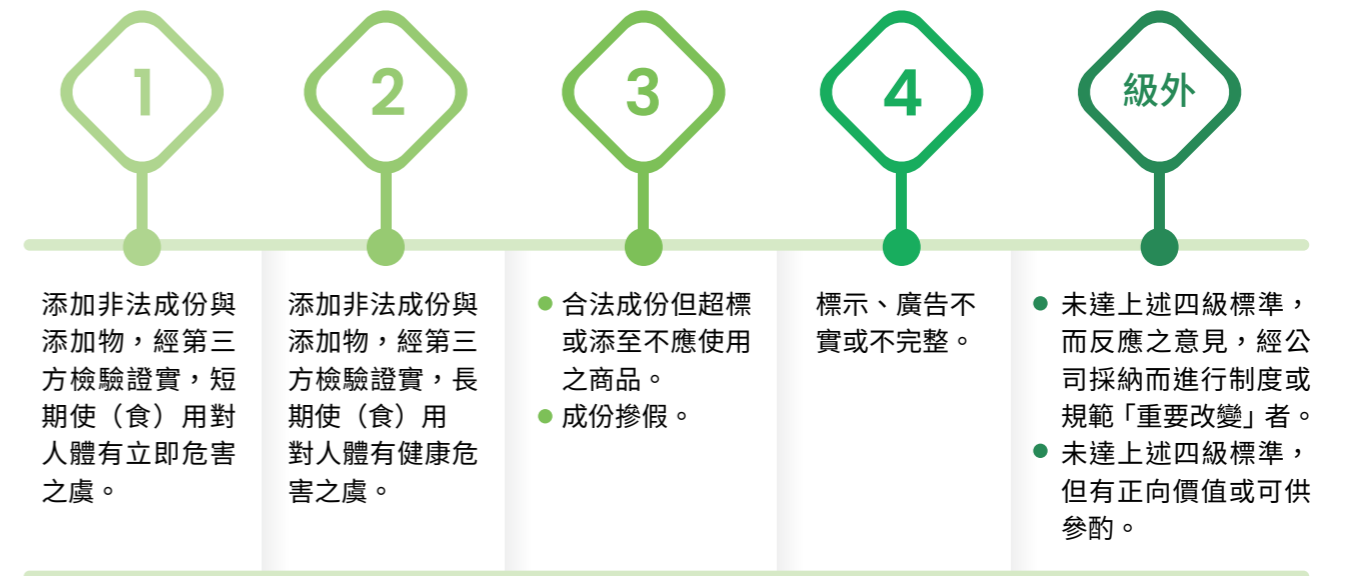 1
2
3
4
級外
添加非法成份與
添加物，經第三
方檢驗證實，短
期使（食）用對
人體有立即危害
之虞。
添加非法成份與
添加物，經第三
方檢驗證實，長
期使（食）用
對人體有健康危
害之虞。
合法成份但超標
或添至不應使用
之商品。
成份摻假。
標示、廣告不
實或不完整。
未達上述四級標準，
而反應之意見，經公
司採納而進行制度或
規範「重要改變」者。
未達上述四級標準，
但有正向價值或可供
參酌。